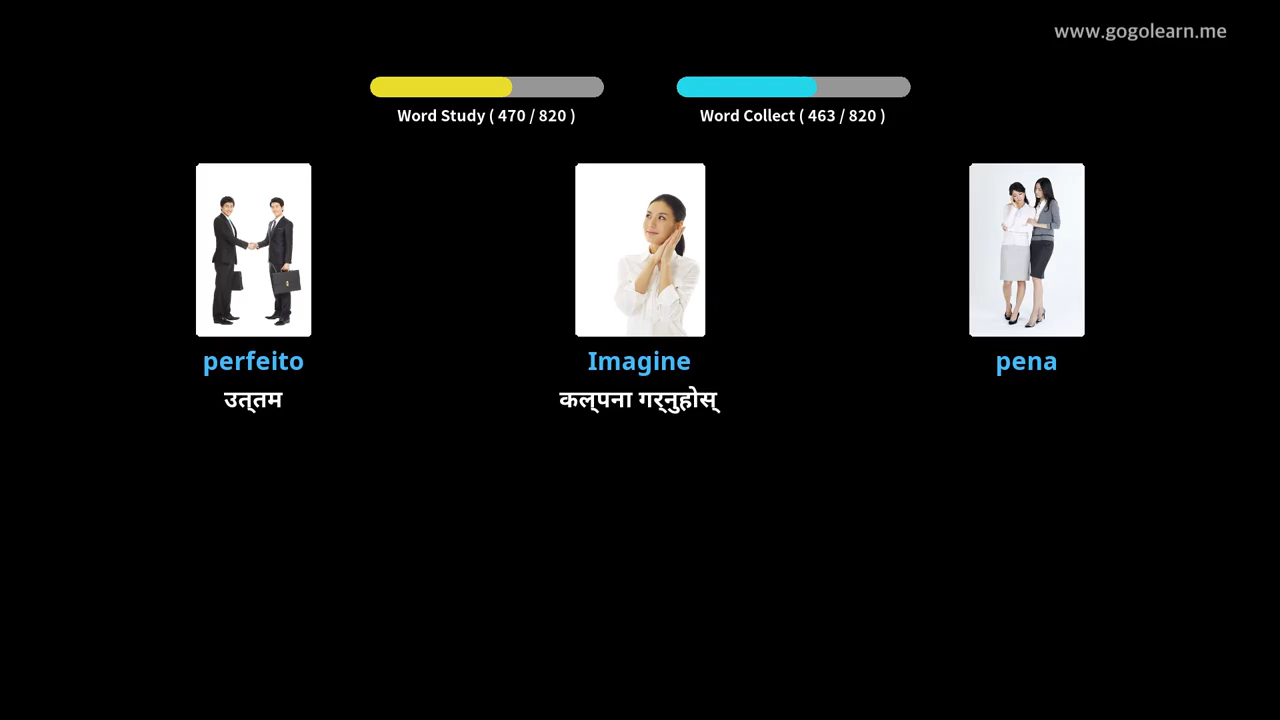 www.gogolearn.me
Word Study ( 470 / 820 )
Word Collect ( 463 / 820 )
perfeito
Imagine
pena
उत्तम
कल्पना गर्नुहोस्